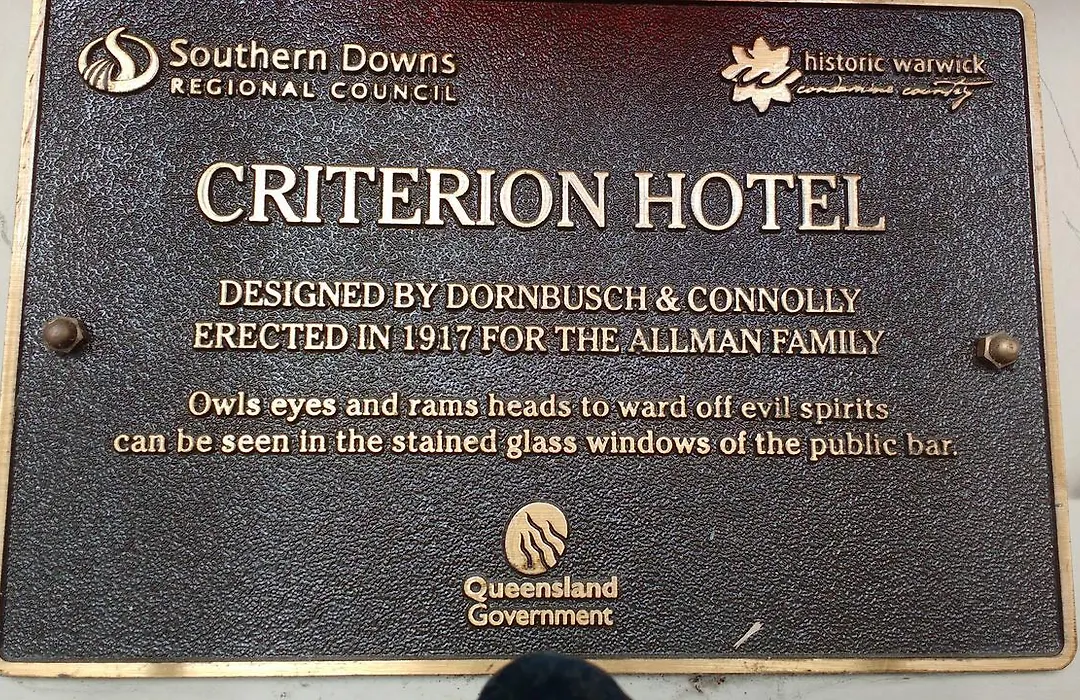 Southern Downs
REGIONAL COUNCIL
historic warwick
condamine country
CRITERION HOTEL
DESIGNED BY DORNBUSCH & CONNOLLY
ERECTED IN 1917 FOR THE ALLMAN FAMILY
Owls eyes and rams heads to ward off evil spirits
can be seen in the stained glass windows of the public bar.
Queensland
Government